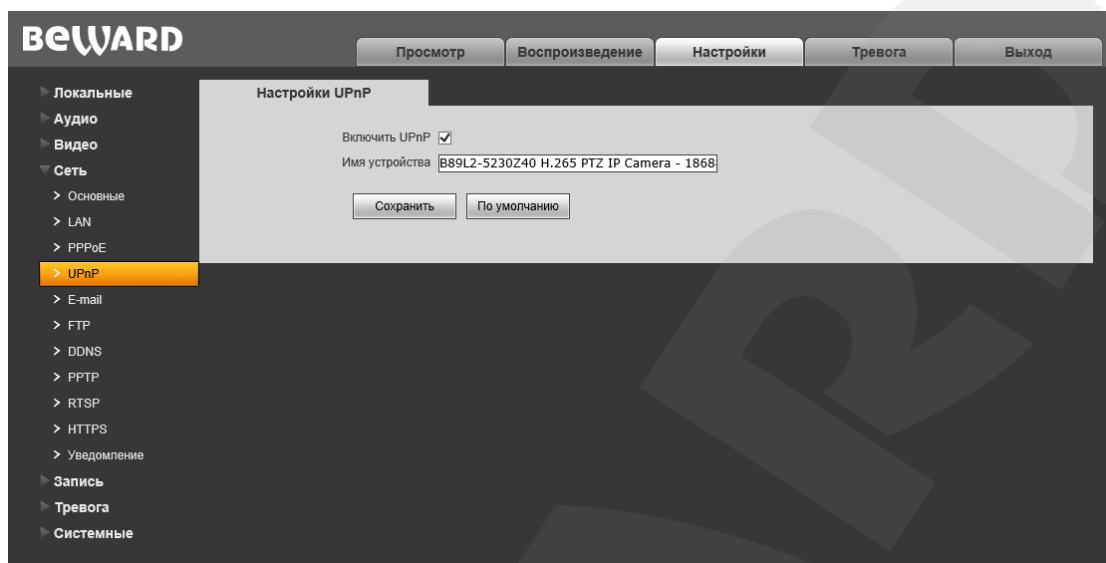 BEWARD
Просмотр
Воспроизведение
Настройки
Тревога
Выход
Локальные
Аудио
Видео
Сеть
Основные
LAN
PPPoE
UPnP
E-mail
FTP
DDNS
PPTP
RTSP
HTTPS
Уведомление
Запись
Тревога
Системные
Настройки UPnP
Включить UPnP
Имя устройства B89L2-5230Z40 H.265 PTZ IP Camera - 1868
Сохранить По умолчанию